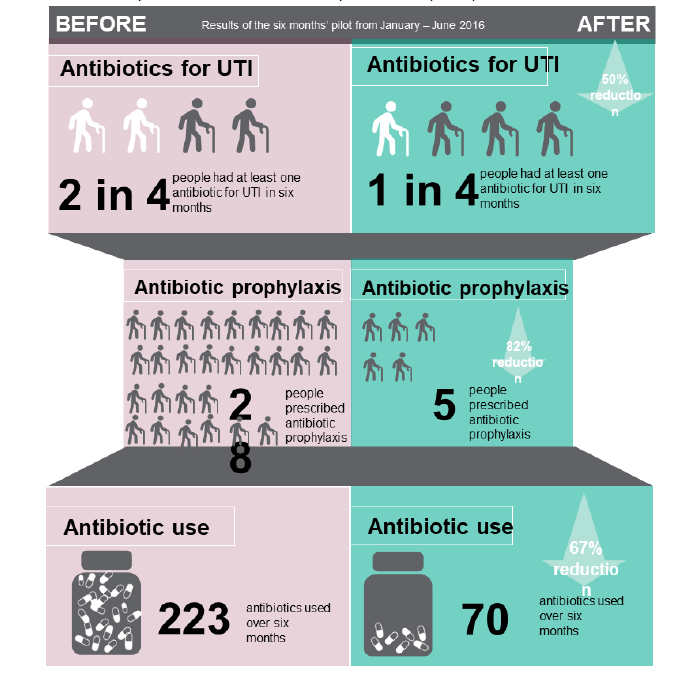 BEFORE
Results of the six months' pilot from January – June 2016
AFTER
Antibiotics for UTI
2 in 4
people had at least one
antibiotic for UTI in six
months
Antibiotics for UTI
50%
reductio
n
1 in 4
people had at least one
antibiotic for UTI in six
months
Antibiotic prophylaxis
2
8
people
prescribed
antibiotic
prophylaxis
Antibiotic prophylaxis
82%
reductio
n
5
people
prescribed
antibiotic
prophylaxis
Antibiotic use
223
antibiotics used
over six
months
Antibiotic use
67%
reductio
n
70
antibiotics used
over six
months